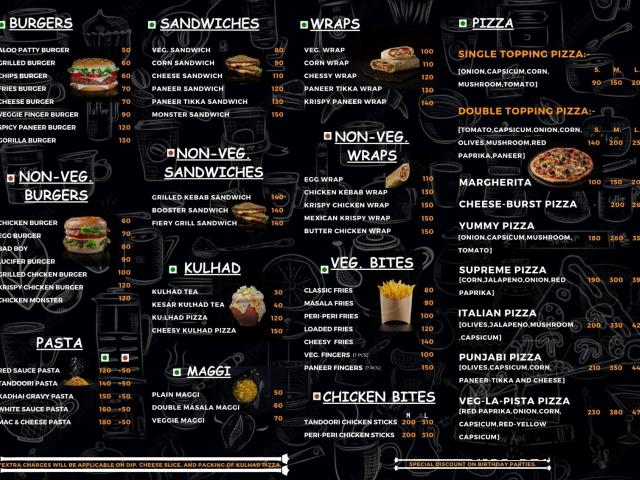 BURGERS
ALOO PATTY BURGER 50
GRILLED BURGER 60
CHIPS BURGER 60
FRIES BURGER
CHEESE BURGER 70
VEGGIE FINGER BURGER 90
SPICY PANEER BURGER 120
GORILLA BURGER 130
NON-VEG.
BURGERS
CHICKEN BURGER 60
EGG BURGER 70
BAD BOY 80
LUCIFER BURGER 90
GRILLED CHICKEN BURGER 100
KRISPY CHICKEN BURGER 120
CHICKEN MONSTER 120
PASTA
RED SAUCE PASTA 120 +50
TANDOORI PASTA 140 +50
KADHAI GRAVY PASTA 150 +50
WHITE SAUCE PASTA 160 +50
MAC & CHEESE PASTA 180 +50
SANDWICHES
VEG. SANDWICH 80
CORN SANDWICH 90
CHEESE SANDWICH 110
PANEER SANDWICH 120
PANEER TIKKA SANDWICH 130
MONSTER SANDWICH 150
NON-VEG.
SANDWICHES
GRILLED KEBAB SANDWICH 140
BOOSTER SANDWICH 140
FIERY GRILL SANDWICH 140
KULHAD
KULHAD TEA 30
KESAR KULHAD TEA 40
KULHAD PIZZA 120
CHEESY KULHAD PIZZA 150
MAGGI
PLAIN MAGGI 50
DOUBLE MASALA MAGGI 60
VEGGIE MAGGI 70
WRAPS
VEG. WRAP 100
CORN WRAP 110
CHESSY WRAP 120
PANEER TIKKA WRAP 130
KRISPY PANEER WRAP 140
NON-VEG.
WRAPS
EGG WRAP 110
CHICKEN KEBAB WRAP 130
KRISPY CHICKEN WRAP 150
MEXICAN KRISPY WRAP 150
BUTTER CHICKEN WRAP 150
VEG. BITES
CLASSIC FRIES 80
MASALA FRIES 90
PERI-PERI FRIES 100
LOADED FRIES 120
CHEESY FRIES 140
VEG. FINGERS 100
PANEER FINGERS 150
CHICKEN BITES
M L
TANDOORI CHICKEN STICKS 200 310
PERI-PERI CHICKEN STICKS 200 310
PIZZA
SINGLE TOPPING PIZZA:-
[ONION,CAPSICUM,CORN, S. M. L.
MUSHROOM,TOMATO] 90 150
DOUBLE TOPPING PIZZA:-
[TOMATO,CAPSICUM,ONION,CORN, S. M.
OLIVES,MUSHROOM,RED 140 200
PAPRIKA,PANEER]
MARGHERITA 100 150
CHEESE-BURST PIZZA 200
YUMMY PIZZA
[ONION,CAPSICUM,MUSHROOM, 180 280
TOMATO]
SUPREME PIZZA
[CORN,JALAPENO,ONION,RED 190 300
PAPRIKA]
ITALIAN PIZZA
[OLIVES,JALAPENO,MUSHROOM 200 330
,CAPSICUM]
PUNJABI PIZZA
[OLIVES,CAPSICUM,CORN, 210 350
PANEER-TIKKA AND CHEESE]
VEG-LA-PISTA PIZZA
[RED PAPRIKA,ONION,CORN, 230 380
CAPSICUM,RED-YELLOW
CAPSICUM]
*EXTRA CHARGES WILL BE APPLICABLE ON DIP, CHEESE SLICE, AND PACKING OF KULHAD PIZZA.
SPECIAL DISCOUNT ON BIRTHDAY PARTIES.